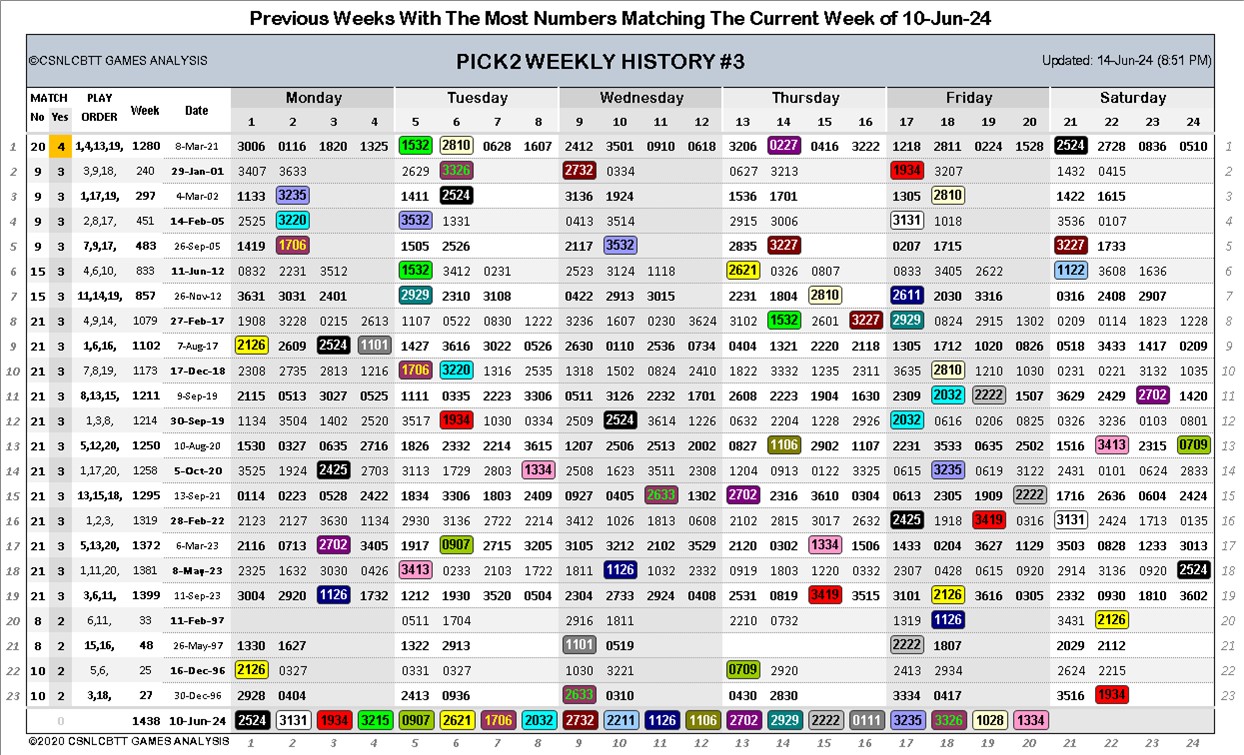 Previous Weeks With The Most Numbers Matching The Current Week of 10-Jun-24
©CSNLCBTT GAMES ANALYSIS PICK2 WEEKLY HISTORY #3 Updated: 14-Jun-24 (8:51 PM)
MATCH PLAY Week Date Monday Tuesday Wednesday Thursday Friday Saturday
No Yes ORDER 1 2 3 4 5 6 7 8 9 10 11 12 13 14 15 16 17 18 19 20 21 22 23 24
1 20 4 1,4,13,19, 1280 8-Mar-21 3006 0116 1820 1325 1532 2810 0628 1607 2412 3501 0910 0618 3206 0227 0416 3222 1218 2811 0224 1528 2524 2728 0836 0510 1
2 9 3 3,9,18, 240 29-Jan-01 3407 3633 2629 3326 2732 0334 0627 3213 1934 3207 1432 0415 2
3 9 3 1,17,19, 297 4-Mar-02 1133 3235 1411 2524 3136 1924 1536 1701 1305 2810 1422 1615 3
4 9 3 2,8,17, 451 14-Feb-05 2525 3220 3532 1331 0413 3514 2915 3006 3131 1018 3536 0107 4
5 9 3 7,9,17, 483 26-Sep-05 1419 1706 1505 2526 2117 3532 2835 3227 0207 1715 3227 1733 5
6 15 3 4,6,10, 833 11-Jun-12 0832 2231 3512 1532 3412 0231 2523 3124 1118 2621 0326 0807 0833 3405 2622 1122 3608 1636 6
7 15 3 11,14,19, 857 26-Nov-12 3631 3031 2401 2929 2310 3108 0422 2913 3015 2231 1804 2810 2611 2030 3316 0316 2408 2907 7
8 21 3 4,9,14, 1079 27-Feb-17 1908 3228 0215 2613 1107 0522 0830 1222 3236 1607 0230 3624 3102 1532 2601 3227 2929 0824 2915 1302 0209 0114 1823 1228 8
9 21 3 1,6,16, 1102 7-Aug-17 2126 2609 2524 1101 1427 3616 3022 0526 2630 0110 2536 0734 0404 1321 2220 2118 1305 1712 1020 0826 0518 3433 1417 0209 9
10 21 3 7,8,19, 1173 17-Dec-18 2308 2735 2813 1216 1706 3220 1316 2535 1318 1502 0824 2410 1822 3332 1235 2311 3635 2810 1210 1030 0231 0221 3132 1035 10
11 21 3 8,13,15, 1211 9-Sep-19 2115 0513 3027 0525 1111 0335 2223 3306 0511 3126 2232 1701 2608 2223 1904 1630 2309 2032 2222 1507 3629 2429 2702 1420 11
12 21 3 1,3,8, 1214 30-Sep-19 1134 3504 1402 2520 3517 1934 1030 0334 2509 2524 3614 1226 0632 2204 1228 2926 2032 0616 0206 0825 0326 3236 0103 0801 12
13 21 3 5,12,20, 1250 10-Aug-20 1530 0327 0635 2716 1826 2332 2214 3615 1207 2506 2513 2002 0827 1106 2902 1107 2231 3533 0635 2502 1516 3413 2315 0709 13
14 21 3 1,17,20, 1258 5-Oct-20 3525 1924 2425 2703 3113 1729 2803 1334 2508 1623 3511 2308 1204 0913 0122 3325 0615 3235 0619 3122 2431 0101 0624 2833 14
15 21 3 13,15,18, 1295 13-Sep-21 0114 0223 0528 2422 1834 3306 1803 2409 0927 0405 2633 1302 2702 2316 3610 0304 0613 2305 1909 2222 1716 2636 0604 2424 15
16 21 3 1,2,3, 1319 28-Feb-22 2123 2127 3630 1134 2930 3136 2722 2214 3412 1026 1813 0608 2102 2815 3017 2632 2425 1918 3419 0316 3131 2424 1713 0135 16
17 21 3 5,13,20, 1372 6-Mar-23 2116 0713 2702 3405 1917 0907 2715 3205 3105 3212 2102 3529 2120 0302 1334 1506 1433 0204 3627 1129 3503 0828 1233 3013 17
18 21 3 1,11,20, 1381 8-May-23 2325 1632 3030 0426 3413 0233 2103 1722 1811 1126 1032 2332 0919 1803 1220 0332 2307 0428 0615 0920 2914 3136 0920 2524 18
19 21 3 3,6,11, 1399 11-Sep-23 3004 2920 1126 1732 1212 1930 3520 0504 2304 2733 2924 0408 2531 0819 3419 3515 3101 2126 3616 0305 2332 0930 1810 3602 19
20 8 2 6,11, 33 11-Feb-97 0511 1704 2916 1811 2210 0732 1319 1126 3431 2126 20
21 8 2 15,16, 48 26-May-97 1330 1627 1322 2913 1101 0519 2222 1807 2029 2112 21
22 10 2 5,6, 25 16-Dec-96 2126 0327 0331 0327 1030 3221 0709 2920 2413 2934 2624 2215 22
23 10 2 3,18, 27 30-Dec-96 2928 0404 2413 0936 2633 0310 0430 2830 3334 0417 3516 1934 23
0 1438 10-Jun-24 2524 3131 1934 3215 0907 2621 1706 2032 2732 2211 1126 1106 2702 2929 2222 0111 3235 3326 1028 1334
©2020 CSNLCBTT GAMES ANALYSIS 1 2 3 4 5 6 7 8 9 10 11 12 13 14 15 16 17 18 19 20 21 22 23 24